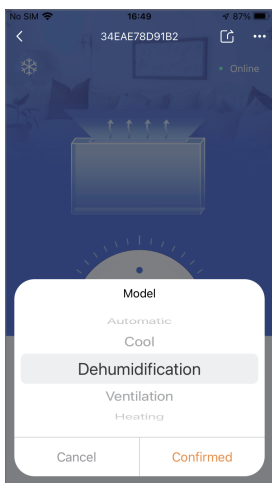 No SIM 16:49 87%
34EAE78D91B2
Online
Model
Automatic
Cool
Dehumidification
Ventilation
Heating
Cancel Confirmed